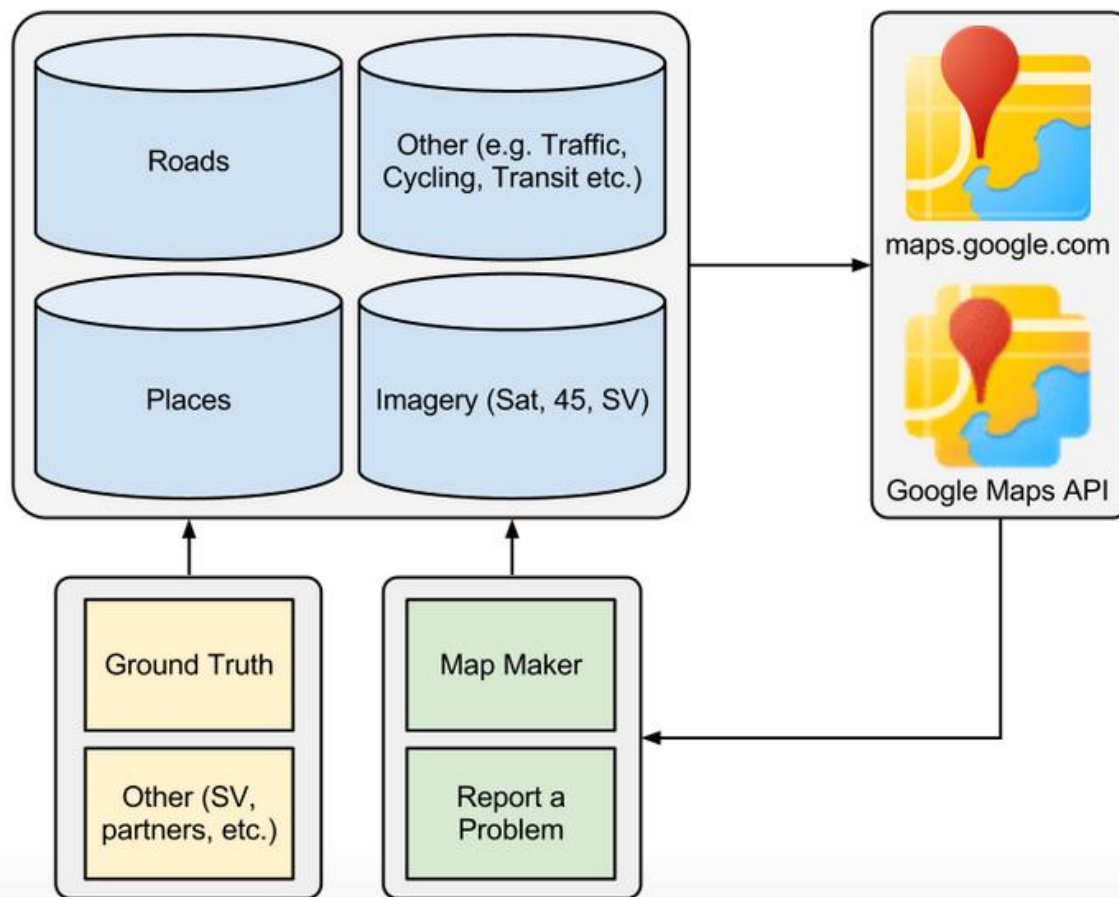 Roads
Other (e.g. Traffic,
Cycling, Transit etc.)
maps.google.com
Places
Imagery (Sat, 45, SV)
Google Maps API
Ground Truth
Other (SV,
partners, etc.)
Map Maker
Report a
Problem